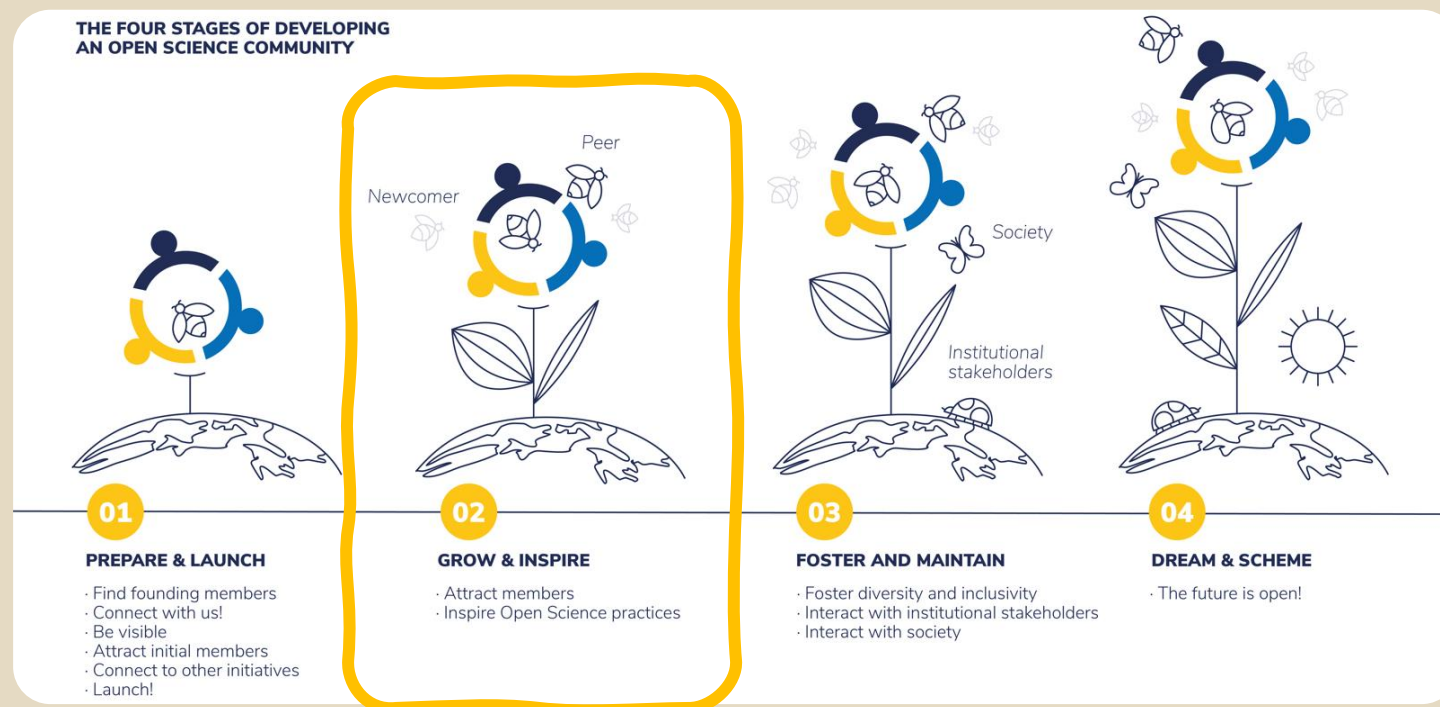 THE FOUR STAGES OF DEVELOPING
AN OPEN SCIENCE COMMUNITY
Newcomer
Peer
Society
Institutional
stakeholders
01
PREPARE & LAUNCH
· Find founding members
· Connect with us!
· Be visible
· Attract initial members
· Connect to other initiatives
· Launch!
02
GROW & INSPIRE
· Attract members
· Inspire Open Science practices
03
FOSTER AND MAINTAIN
· Foster diversity and inclusivity
· Interact with institutional stakeholders
· Interact with society
04
DREAM & SCHEME
· The future is open!